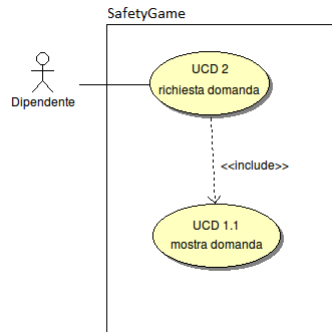 SafetyGame
UCD 2
richiesta domanda
Dipendente
<<include>>
UCD 1.1
mostra domanda